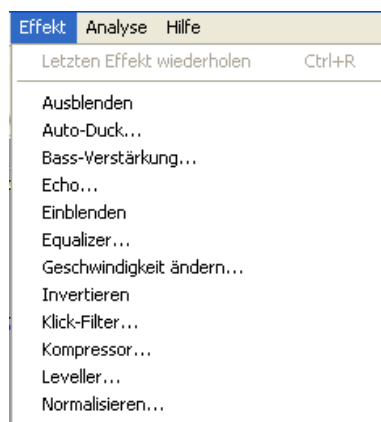 Effekt Analyse Hilfe
Letzten Effekt wiederholen Ctrl+R
Ausblenden
Auto-Duck...
Bass-Verstärkung...
Echo...
Einblenden
Equalizer...
Geschwindigkeit ändern...
Invertieren
Klick-Filter...
Kompressor...
Leveller...
Normalisieren...